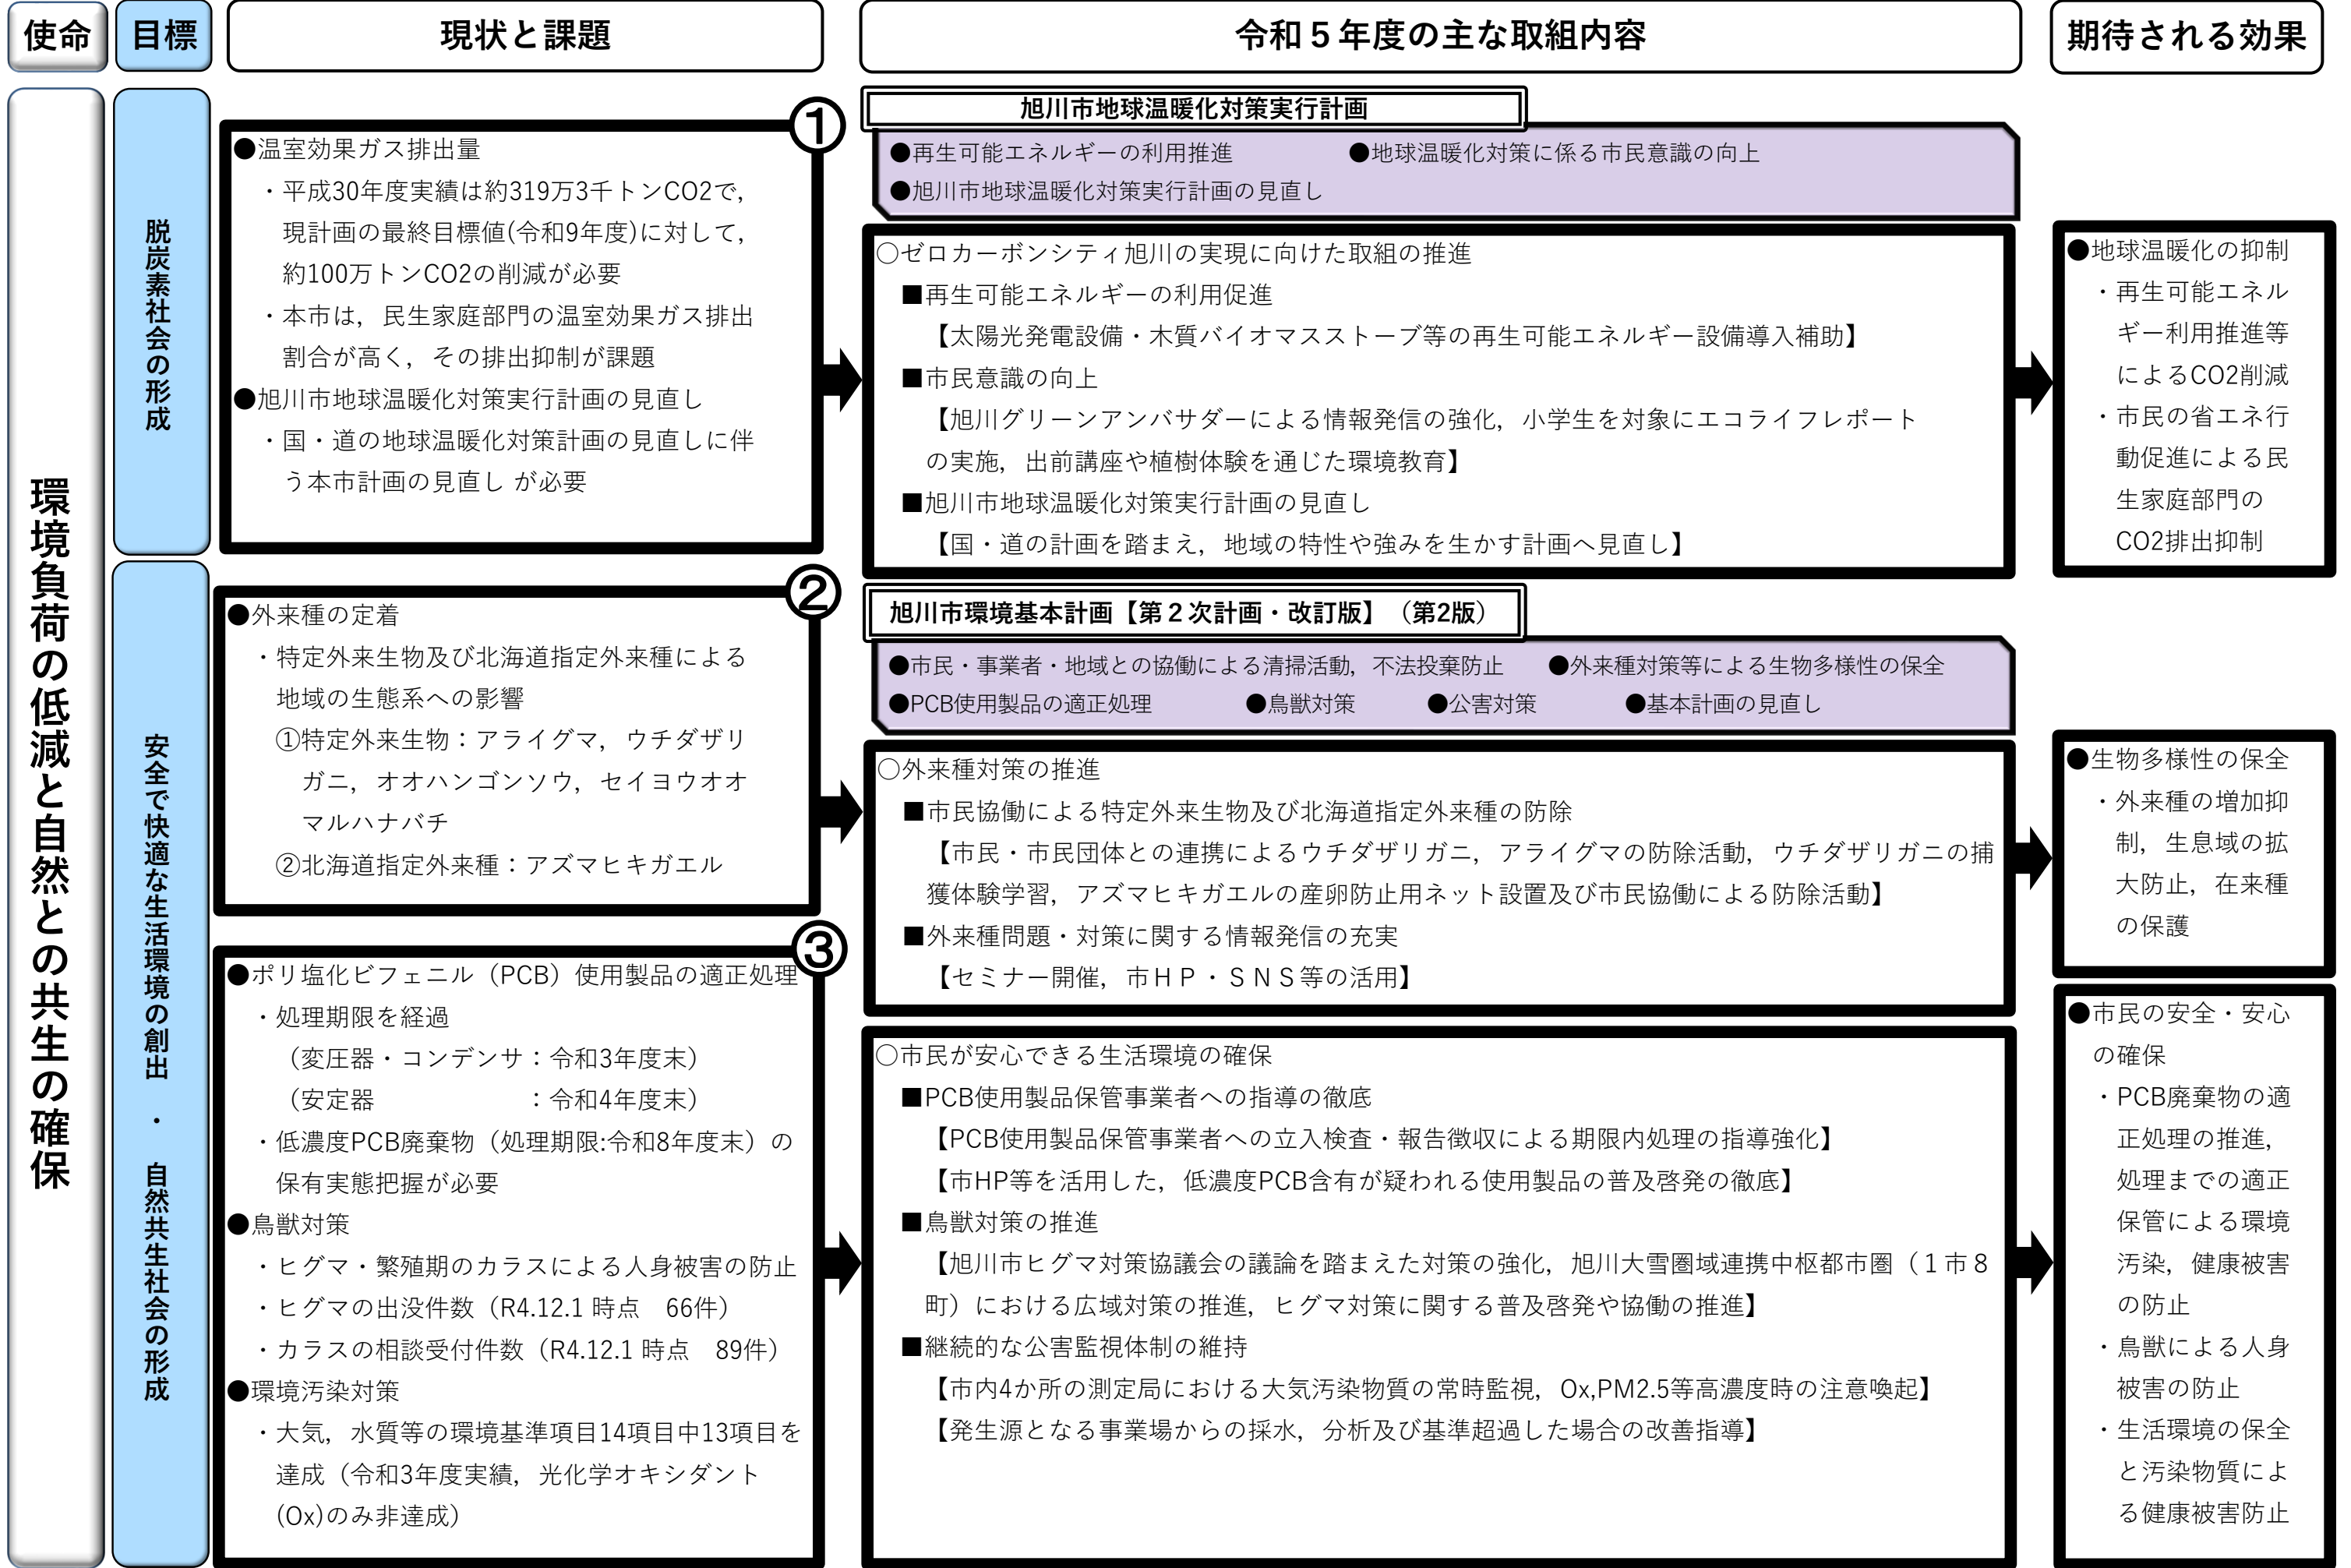 使命
目標
現状と課題
令和５年度の主な取組内容
期待される効果
環境負荷の低減と自然との共生の確保
脱炭素社会の形成
①
●温室効果ガス排出量
・平成30年度実績は約319万3千トンCO2で，
現計画の最終目標値(令和9年度)に対して，
約100万トンCO2の削減が必要
・本市は，民生家庭部門の温室効果ガス排出
割合が高く，その排出抑制が課題
●旭川市地球温暖化対策実行計画の見直し
・国・道の地球温暖化対策計画の見直しに伴
う本市計画の見直し が必要
旭川市地球温暖化対策実行計画
●再生可能エネルギーの利用推進　●地球温暖化対策に係る市民意識の向上
●旭川市地球温暖化対策実行計画の見直し
○ゼロカーボンシティ旭川の実現に向けた取組の推進
■再生可能エネルギーの利用促進
【太陽光発電設備・木質バイオマスストーブ等の再生可能エネルギー設備導入補助】
■市民意識の向上
【旭川グリーンアンバサダーによる情報発信の強化，小学生を対象にエコライフレポート
の実施，出前講座や植樹体験を通じた環境教育】
■旭川市地球温暖化対策実行計画の見直し
【国・道の計画を踏まえ，地域の特性や強みを生かす計画へ見直し】
●地球温暖化の抑制
・再生可能エネル
ギー利用推進等
によるCO2削減
・市民の省エネ行
動促進による民
生家庭部門の
CO2排出抑制
安全で快適な生活環境の創出　・　自然共生社会の形成
②
●外来種の定着
・特定外来生物及び北海道指定外来種による
地域の生態系への影響
①特定外来生物：アライグマ，ウチダザリ
ガニ，オオハンゴンソウ，セイヨウオオ
マルハナバチ
②北海道指定外来種：アズマヒキガエル
旭川市環境基本計画【第２次計画・改訂版】（第2版）
●市民・事業者・地域との協働による清掃活動，不法投棄防止　●外来種対策等による生物多様性の保全
●PCB使用製品の適正処理　●鳥獣対策　●公害対策　●基本計画の見直し
○外来種対策の推進
■市民協働による特定外来生物及び北海道指定外来種の防除
【市民・市民団体との連携によるウチダザリガニ，アライグマの防除活動，ウチダザリガニの捕
獲体験学習，アズマヒキガエルの産卵防止用ネット設置及び市民協働による防除活動】
■外来種問題・対策に関する情報発信の充実
【セミナー開催，市ＨＰ・ＳＮＳ等の活用】
●生物多様性の保全
・外来種の増加抑
制，生息域の拡
大防止，在来種
の保護
③
●ポリ塩化ビフェニル（PCB）使用製品の適正処理
・処理期限を経過
（変圧器・コンデンサ：令和3年度末）
（安定器　　　　　　：令和4年度末）
・低濃度PCB廃棄物（処理期限:令和8年度末）の
保有実態把握が必要
●鳥獣対策
・ヒグマ・繁殖期のカラスによる人身被害の防止
・ヒグマの出没件数（R4.12.1 時点　66件）
・カラスの相談受付件数（R4.12.1 時点　89件）
●環境汚染対策
・大気，水質等の環境基準項目14項目中13項目を
達成（令和3年度実績，光化学オキシダント
(Ox)のみ非達成）
○市民が安心できる生活環境の確保
■PCB使用製品保管事業者への指導の徹底
【PCB使用製品保管事業者への立入検査・報告徴収による期限内処理の指導強化】
【市HP等を活用した，低濃度PCB含有が疑われる使用製品の普及啓発の徹底】
■鳥獣対策の推進
【旭川市ヒグマ対策協議会の議論を踏まえた対策の強化，旭川大雪圏域連携中枢都市圏（１市８
町）における広域対策の推進，ヒグマ対策に関する普及啓発や協働の推進】
■継続的な公害監視体制の維持
【市内4か所の測定局における大気汚染物質の常時監視，Ox,PM2.5等高濃度時の注意喚起】
【発生源となる事業場からの採水，分析及び基準超過した場合の改善指導】
●市民の安全・安心
の確保
・PCB廃棄物の適
正処理の推進，
処理までの適正
保管による環境
汚染，健康被害
の防止
・鳥獣による人身
被害の防止
・生活環境の保全
と汚染物質によ
る健康被害防止